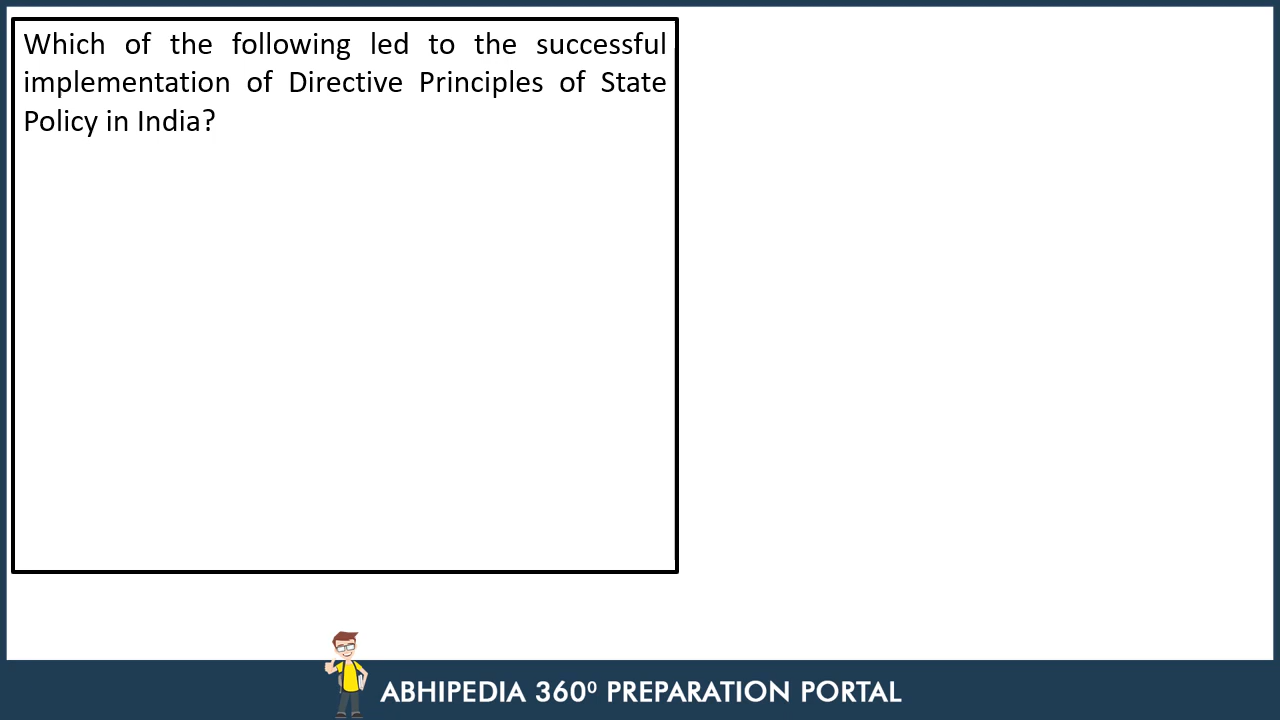 Which of the following led to the successful
implementation of Directive Principles of State
Policy in India?
ABHIPEDIA 360⁰ PREPARATION PORTAL